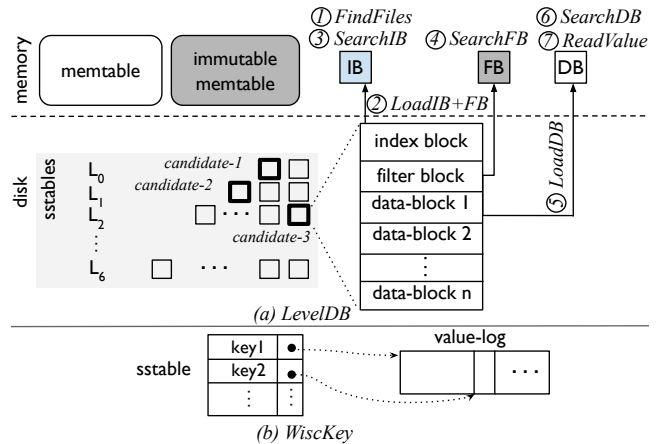 ① FindFiles
③ SearchIB
④ SearchFB
⑥ SearchDB
⑦ ReadValue
memory
memtable
immutable
memtable
IB
FB
DB
② LoadIB+FB
disk
sstables
L0
L1
L2
⋮
L6
candidate-1
candidate-2
candidate-3
...
...
index block
filter block
data-block 1
data-block 2
⋮
data-block n
⑤ LoadDB
(a) LevelDB
sstable
key1
key2
⋮ ⋮
value-log
...
(b) WiscKey